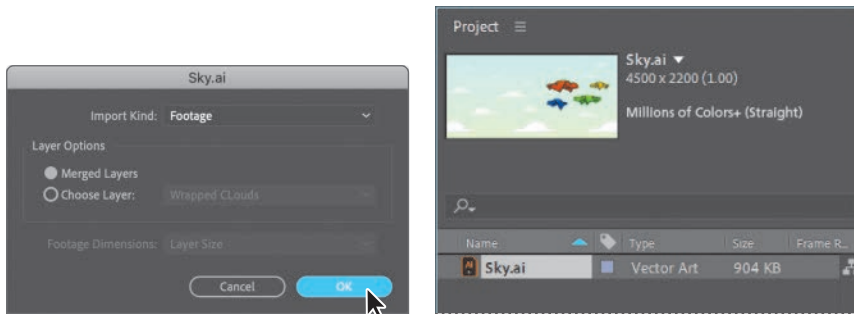 Sky.ai
Import Kind: Footage
Layer Options
Merged Layers
Choose Layer: Wrapped CLouds
Footage Dimensions: Layer Size
Cancel OK
Project
Sky.ai
4500 x 2200 (1.00)
Millions of Colors+ (Straight)
Name Type Size Frame R...
Ai Sky.ai Vector Art 904 KB